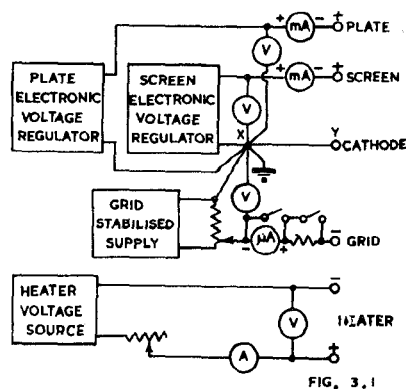 + mA - + PLATE
V
PLATE
ELECTRONIC
VOLTAGE
REGULATOR
SCREEN
ELECTRONIC
VOLTAGE
REGULATOR
+ mA - + SCREEN
V
X
Y
CATHODE
GRID
STABILISED
SUPPLY
V
- μA +
- GRID
HEATER
VOLTAGE
SOURCE
-
V
HEATER
+
A
FIG. 3.1